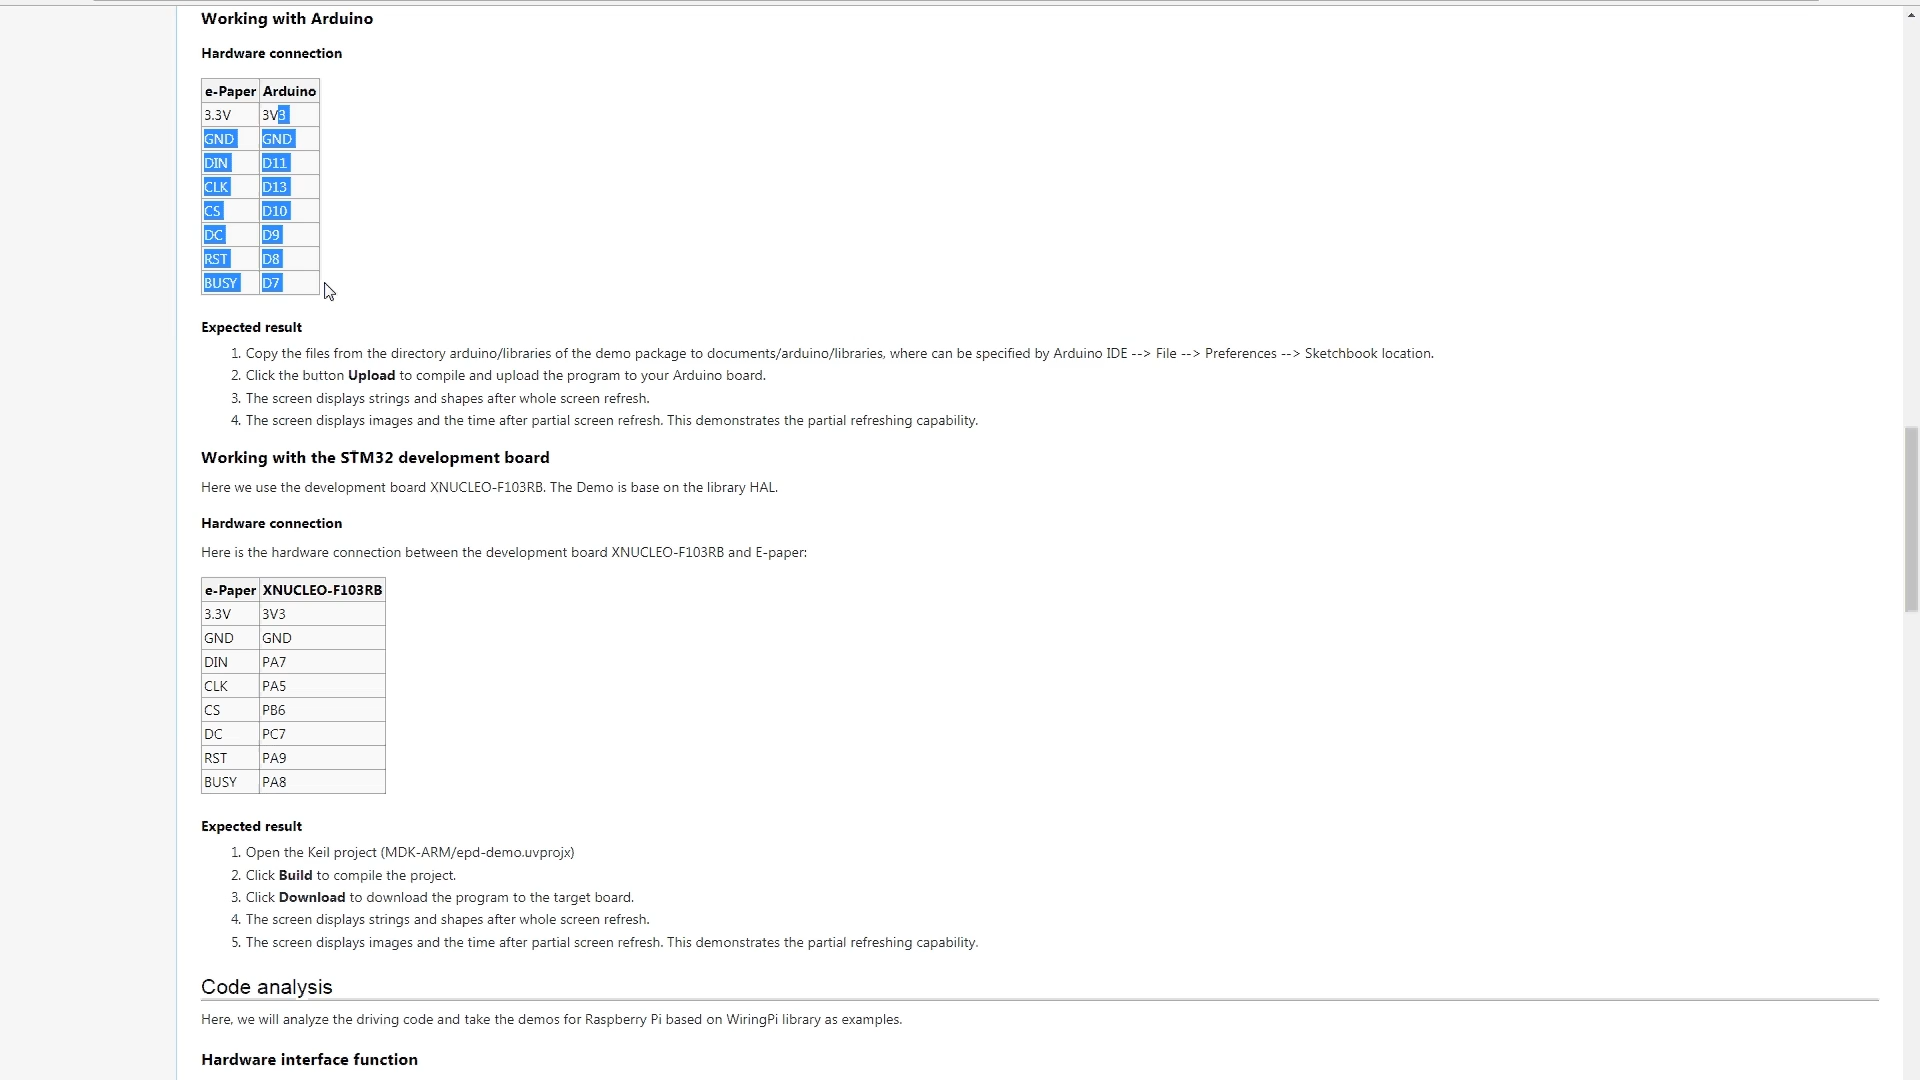 Working with Arduino
Hardware connection
e-Paper Arduino
3.3V 3V3
GND GND
DIN D11
CLK D13
CS D10
DC D9
RST D8
BUSY D7
Expected result
1. Copy the files from the directory arduino/libraries of the demo package to documents/arduino/libraries, where can be specified by Arduino IDE --> File --> Preferences --> Sketchbook location.
2. Click the button Upload to compile and upload the program to your Arduino board.
3. The screen displays strings and shapes after whole screen refresh.
4. The screen displays images and the time after partial screen refresh. This demonstrates the partial refreshing capability.
Working with the STM32 development board
Here we use the development board XNUCLEO-F103RB. The Demo is base on the library HAL.
Hardware connection
Here is the hardware connection between the development board XNUCLEO-F103RB and E-paper:
e-Paper XNUCLEO-F103RB
3.3V 3V3
GND GND
DIN PA7
CLK PA5
CS PB6
DC PC7
RST PA9
BUSY PA8
Expected result
1. Open the Keil project (MDK-ARM/epd-demo.uvprojx)
2. Click Build to compile the project.
3. Click Download to download the program to the target board.
4. The screen displays strings and shapes after whole screen refresh.
5. The screen displays images and the time after partial screen refresh. This demonstrates the partial refreshing capability.
Code analysis
Here, we will analyze the driving code and take the demos for Raspberry Pi based on WiringPi library as examples.
Hardware interface function